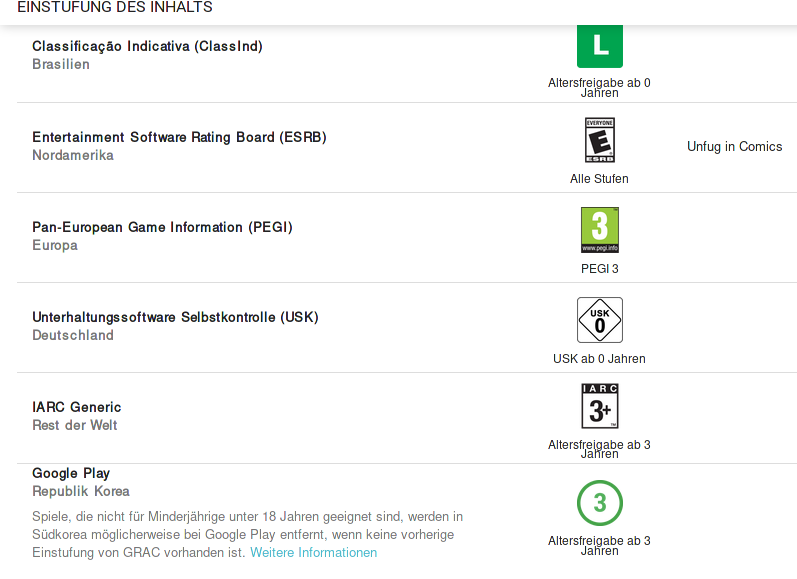 EINSTUFUNG DES INHALTS
Classificação Indicativa (ClassInd)
Brasilien
L
Altersfreigabe ab 0
Jahren
Entertainment Software Rating Board (ESRB)
Nordamerika
EVERYONE
E
ESRB
Alle Stufen
Unfug in Comics
Pan-European Game Information (PEGI)
Europa
3
www.pegi.info
PEGI 3
Unterhaltungssoftware Selbstkontrolle (USK)
Deutschland
USK
0
USK ab 0 Jahren
IARC Generic
Rest der Welt
IARC
3+
TM
Altersfreigabe ab 3
Jahren
Google Play
Republik Korea
Spiele, die nicht für Minderjährige unter 18 Jahren geeignet sind, werden in
Südkorea möglicherweise bei Google Play entfernt, wenn keine vorherige
Einstufung von GRAC vorhanden ist. Weitere Informationen
3
Altersfreigabe ab 3
Jahren